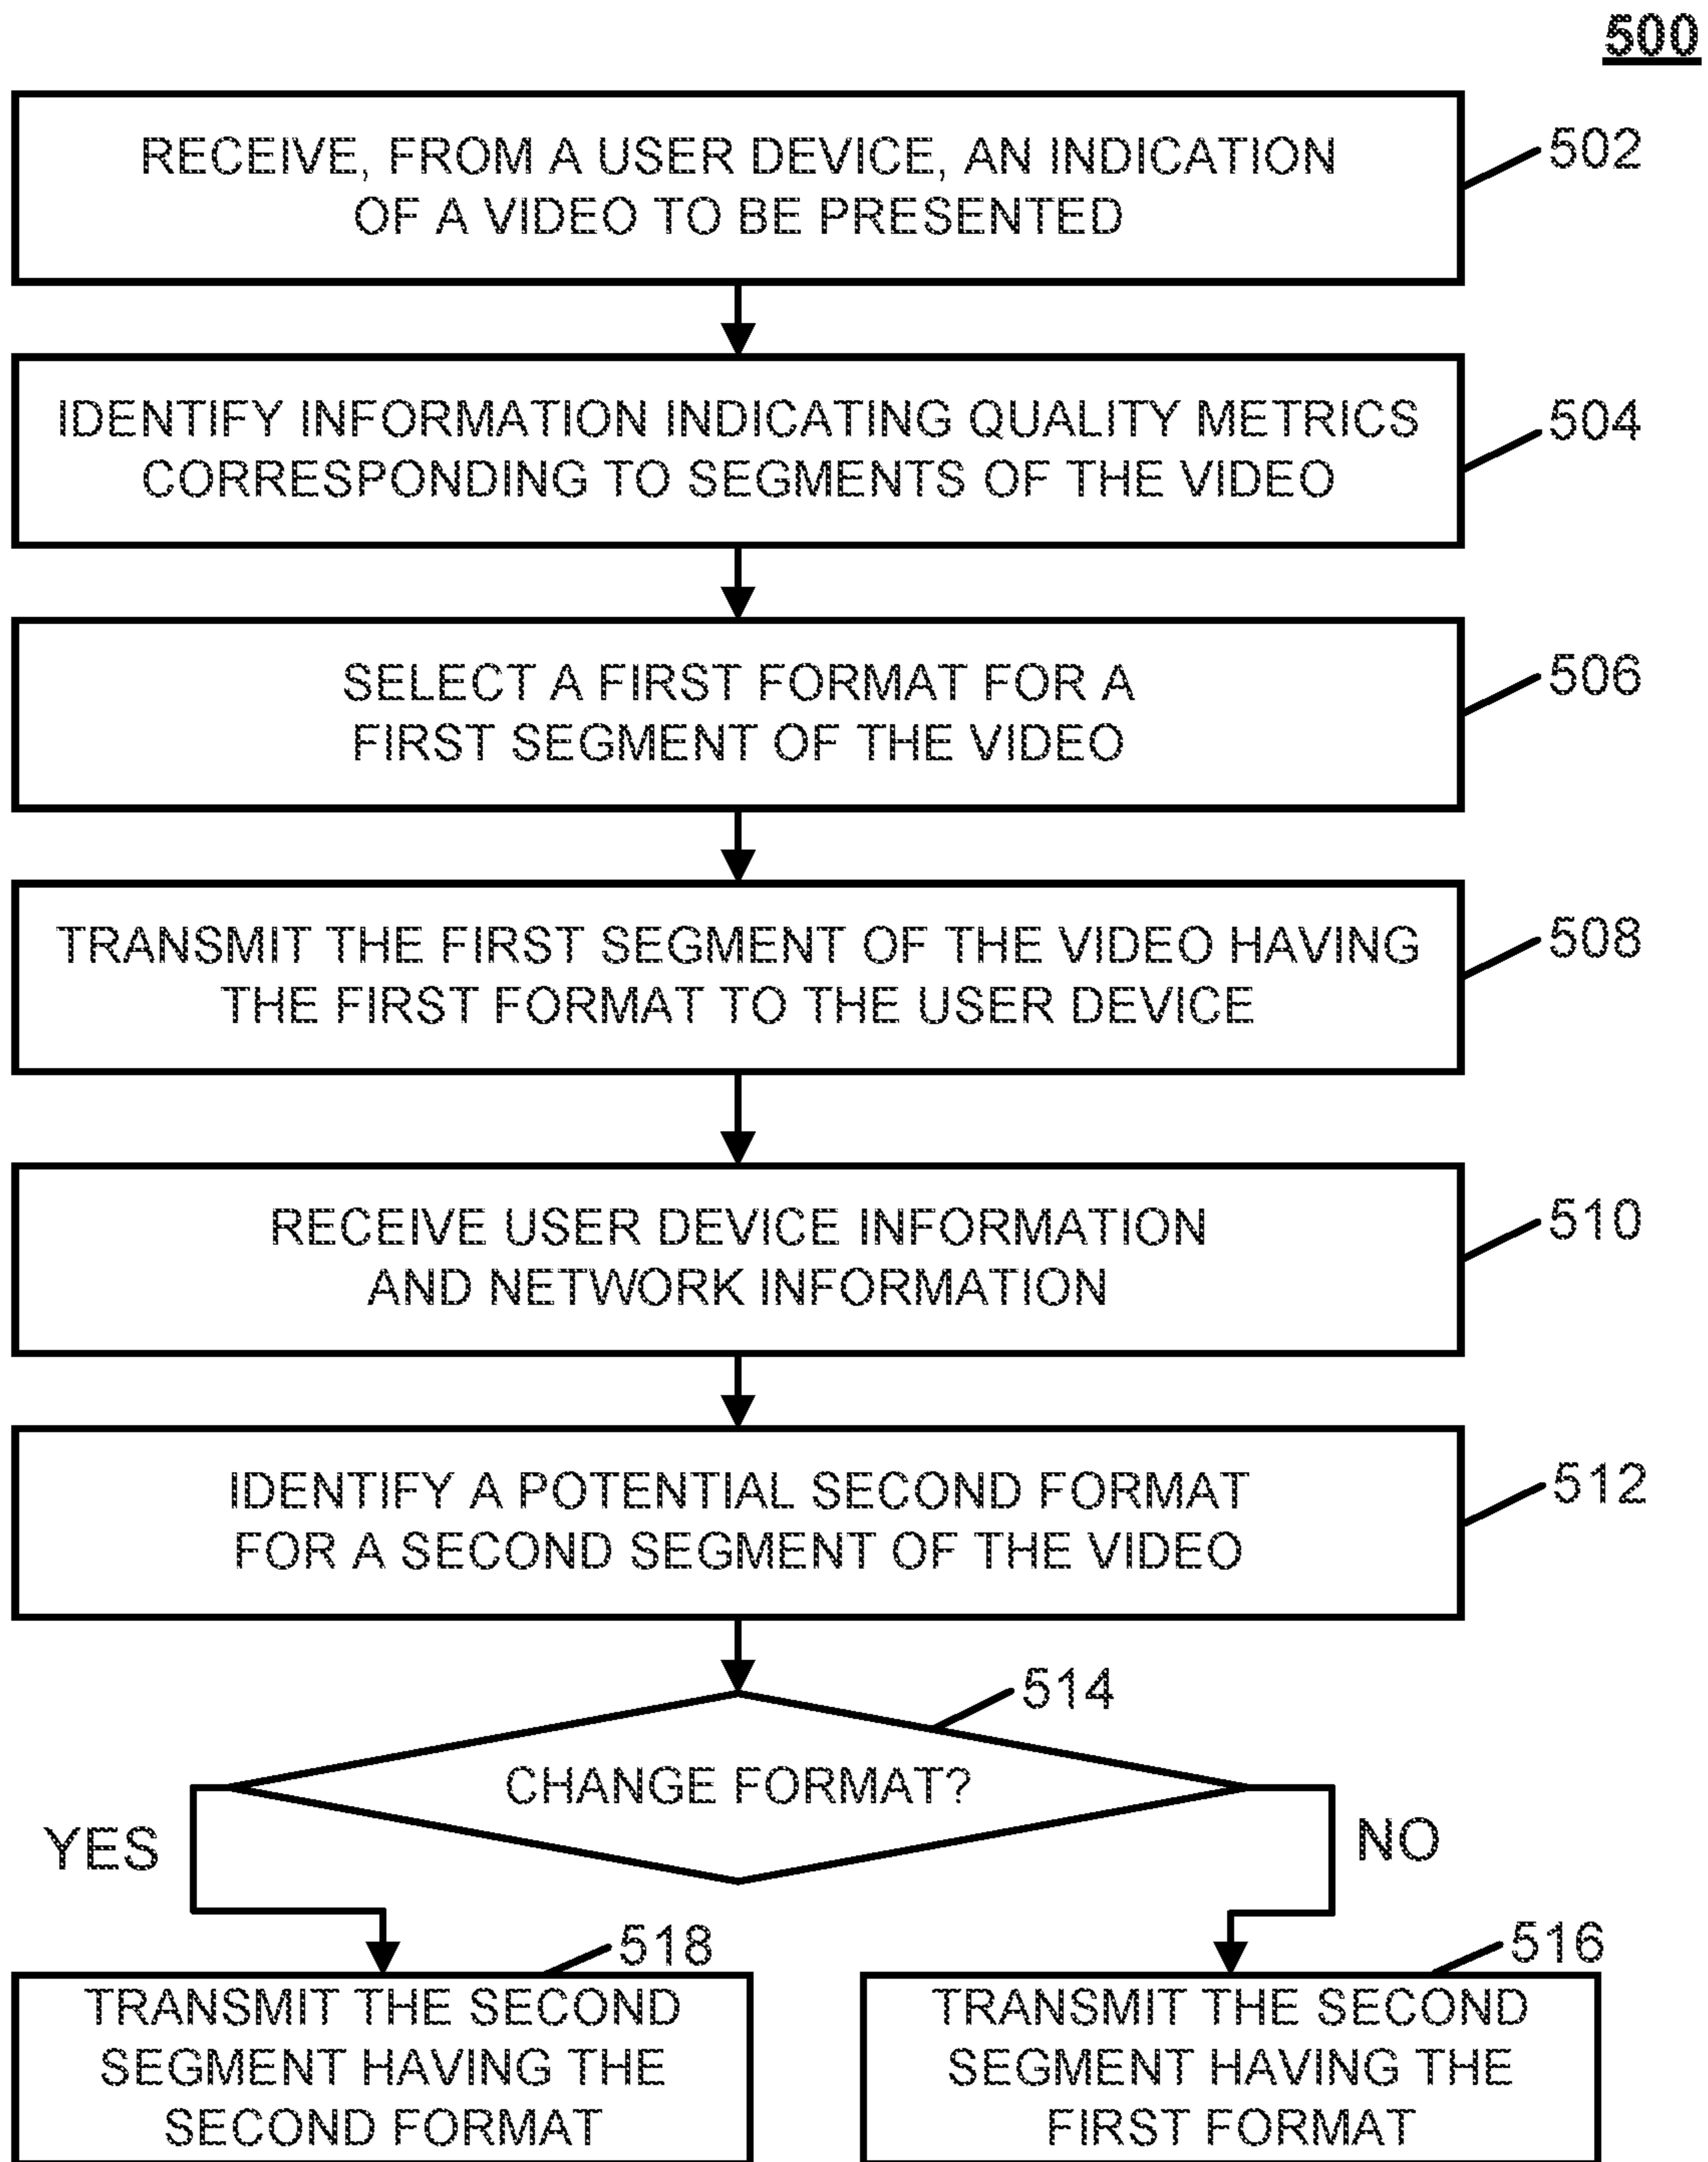 500
RECEIVE, FROM A USER DEVICE, AN INDICATION
OF A VIDEO TO BE PRESENTED
502
IDENTIFY INFORMATION INDICATING QUALITY METRICS
CORRESPONDING TO SEGMENTS OF THE VIDEO
504
SELECT A FIRST FORMAT FOR A
FIRST SEGMENT OF THE VIDEO
506
TRANSMIT THE FIRST SEGMENT OF THE VIDEO HAVING
THE FIRST FORMAT TO THE USER DEVICE
508
RECEIVE USER DEVICE INFORMATION
AND NETWORK INFORMATION
510
IDENTIFY A POTENTIAL SECOND FORMAT
FOR A SECOND SEGMENT OF THE VIDEO
512
514
CHANGE FORMAT?
YES
NO
518
TRANSMIT THE SECOND
SEGMENT HAVING THE
SECOND FORMAT
516
TRANSMIT THE SECOND
SEGMENT HAVING THE
FIRST FORMAT